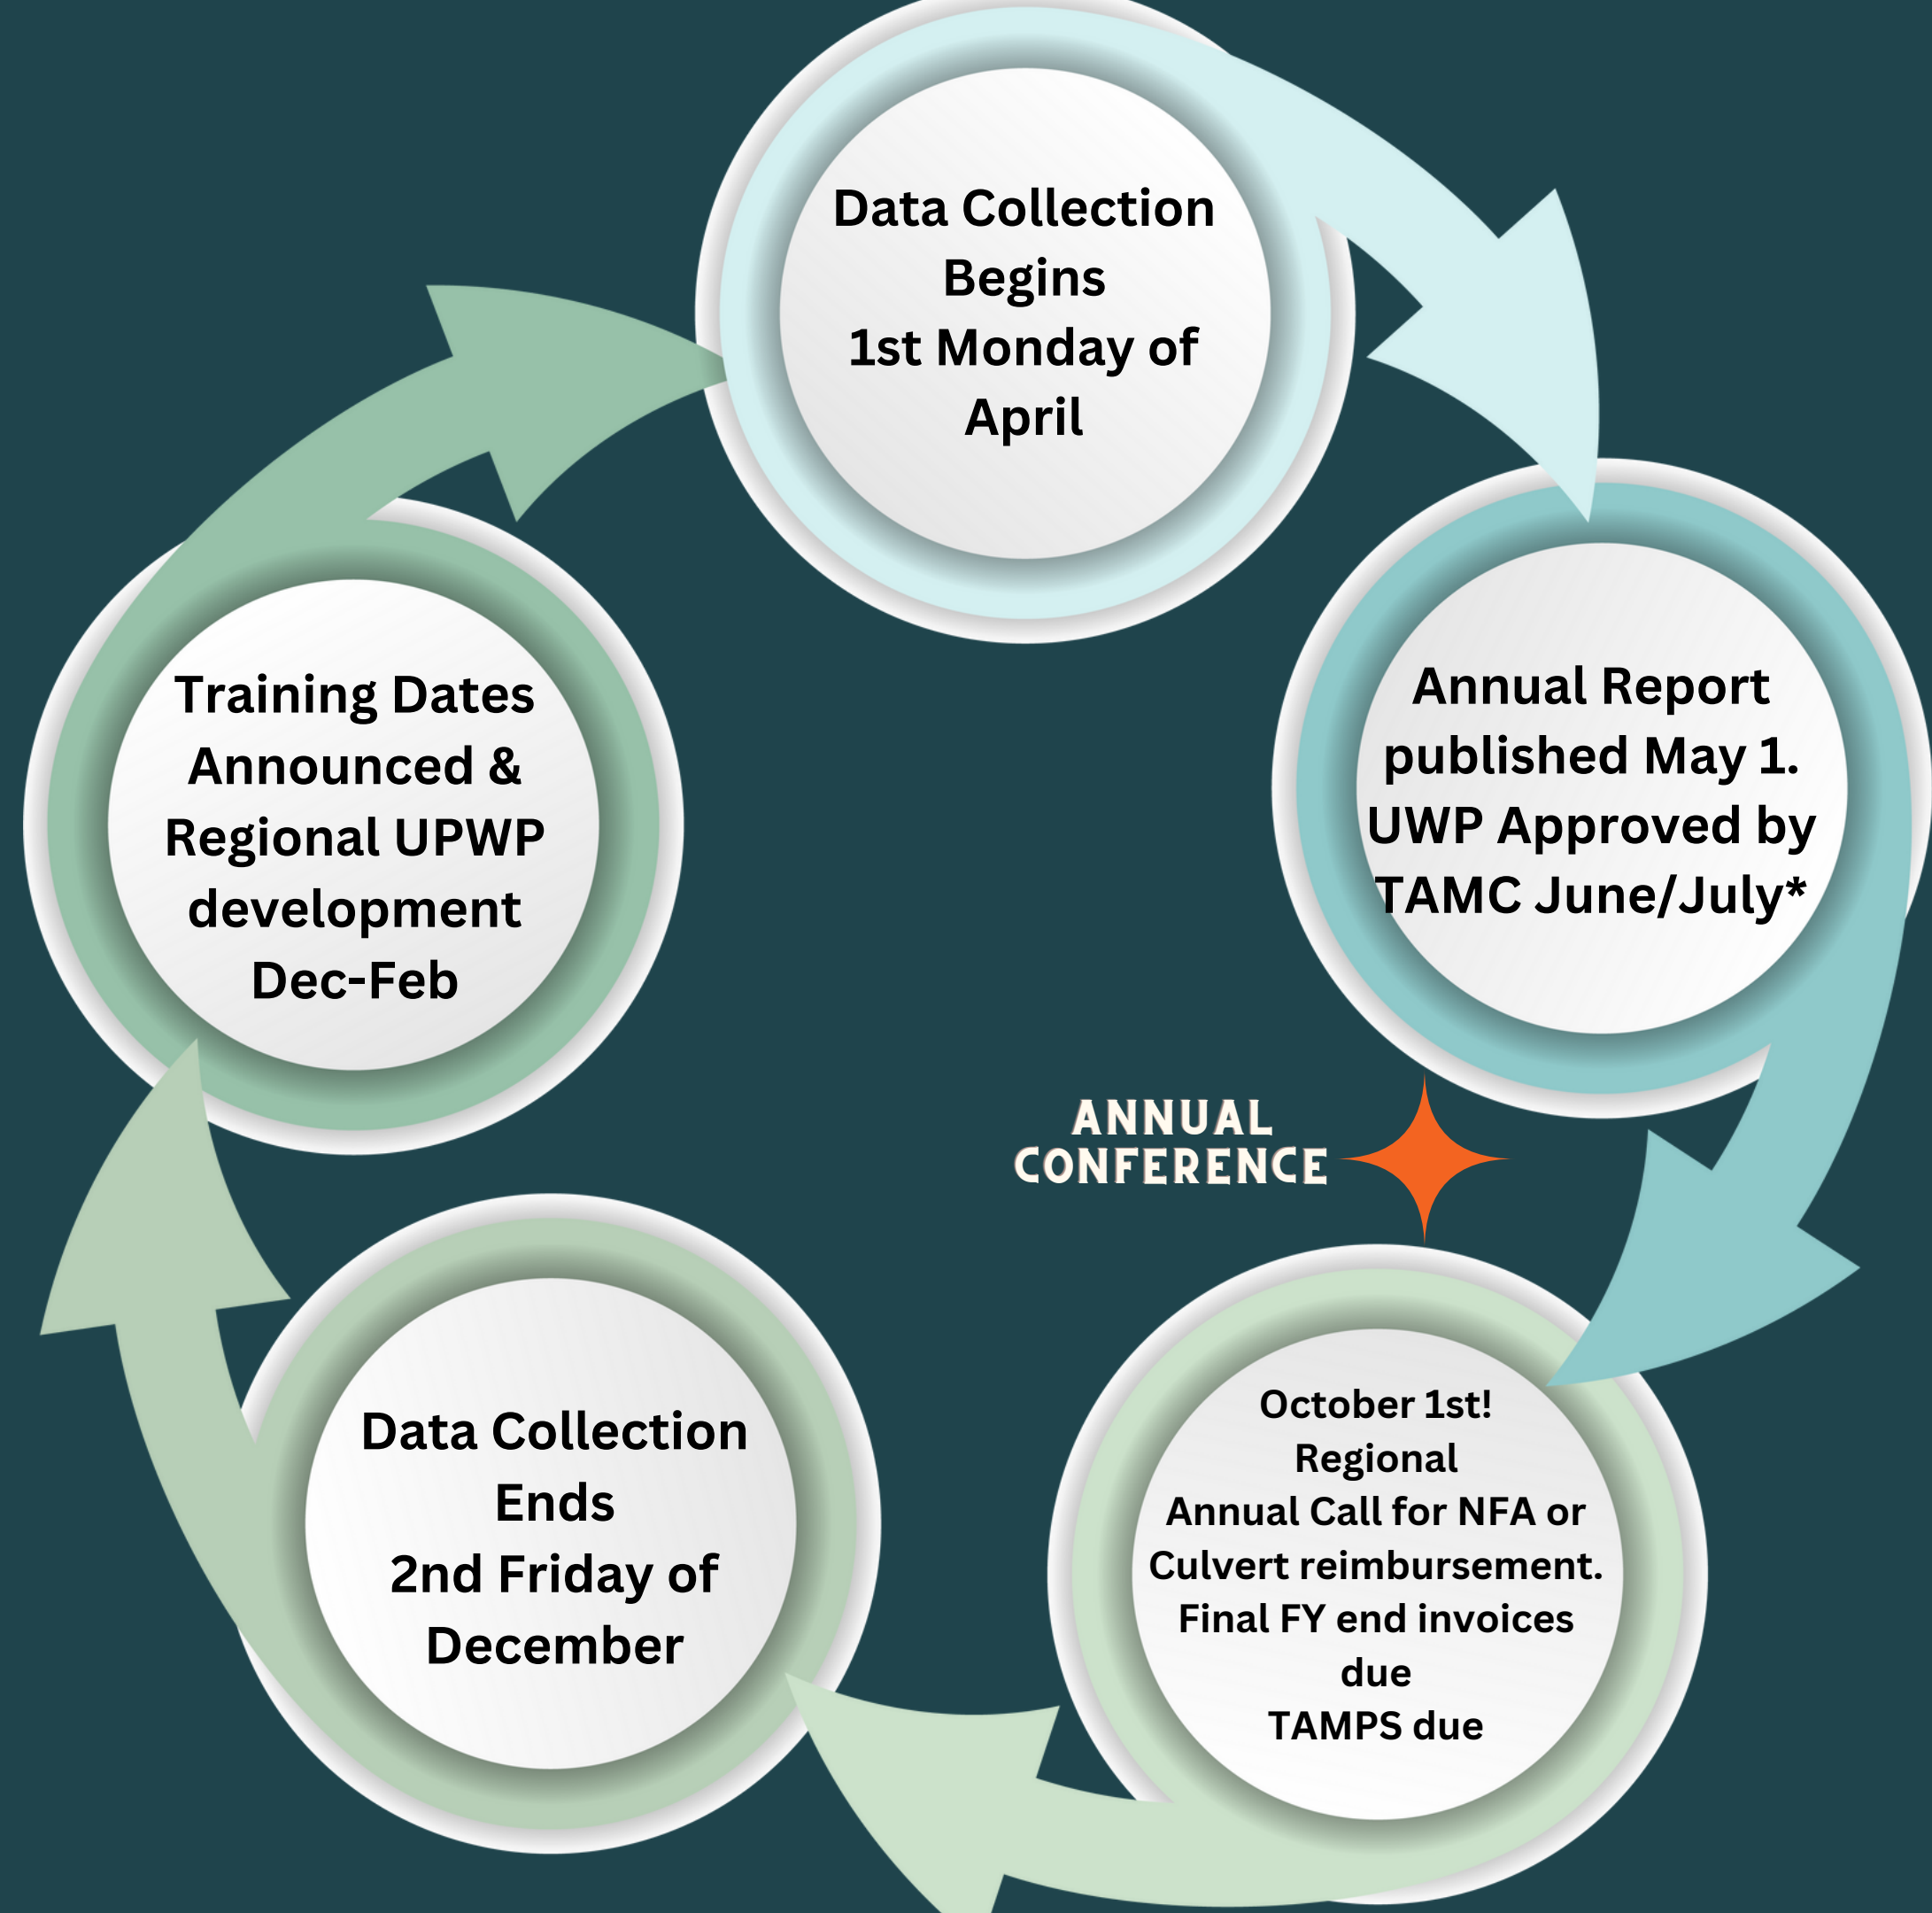 Data Collection
Begins
1st Monday of
April
Annual Report
published May 1.
UWP Approved by
TAMC June/July*
ANNUAL
CONFERENCE
October 1st!
Regional
Annual Call for NFA or
Culvert reimbursement.
Final FY end invoices
due
TAMPS due
Data Collection
Ends
2nd Friday of
December
Training Dates
Announced &
Regional UPWP
development
Dec-Feb